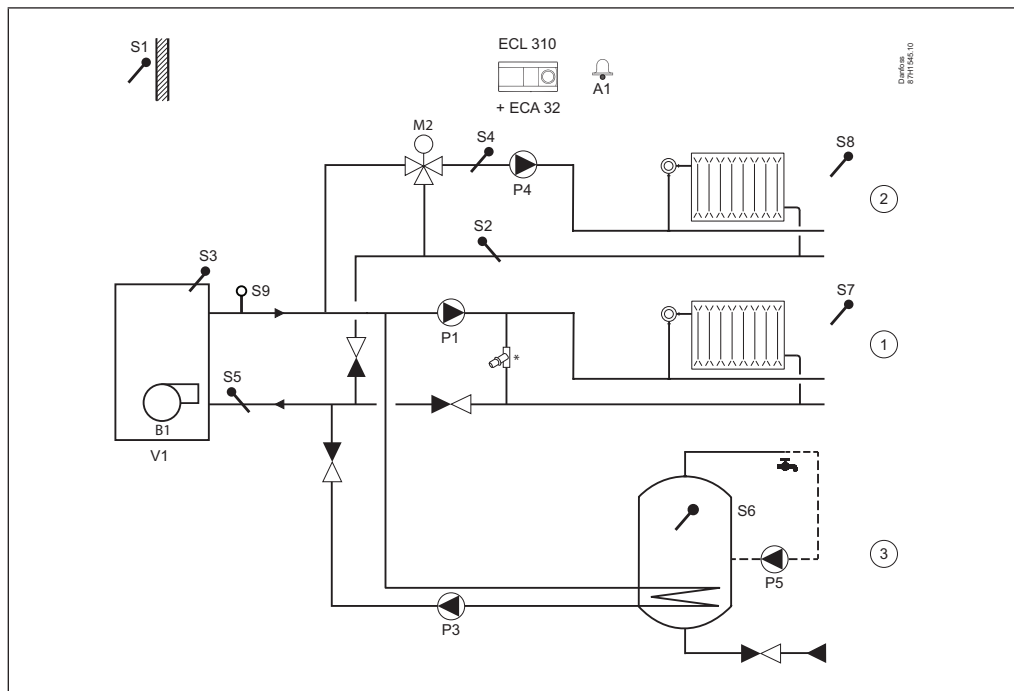 S1
ECL 310
A1
+ ECA 32
Danfoss
87H1545.10
M2
S4
P4
S8
2
S2
S3
S9
P1
S7
*
1
S5
B1
V1
S6
P5
3
P3